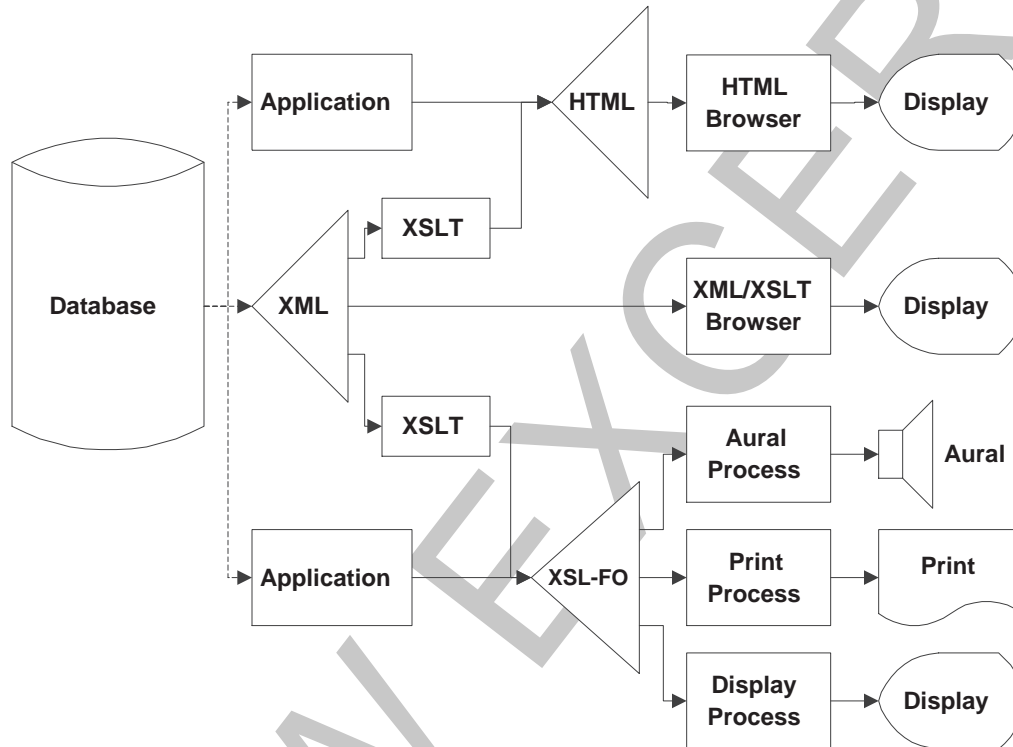 Application
HTML
HTML
Browser
Display
XSLT
Database
XML
XML/XSLT
Browser
Display
XSLT
Aural
Process
Aural
Application
XSL-FO
Print
Process
Print
Display
Process
Display
W EXCER